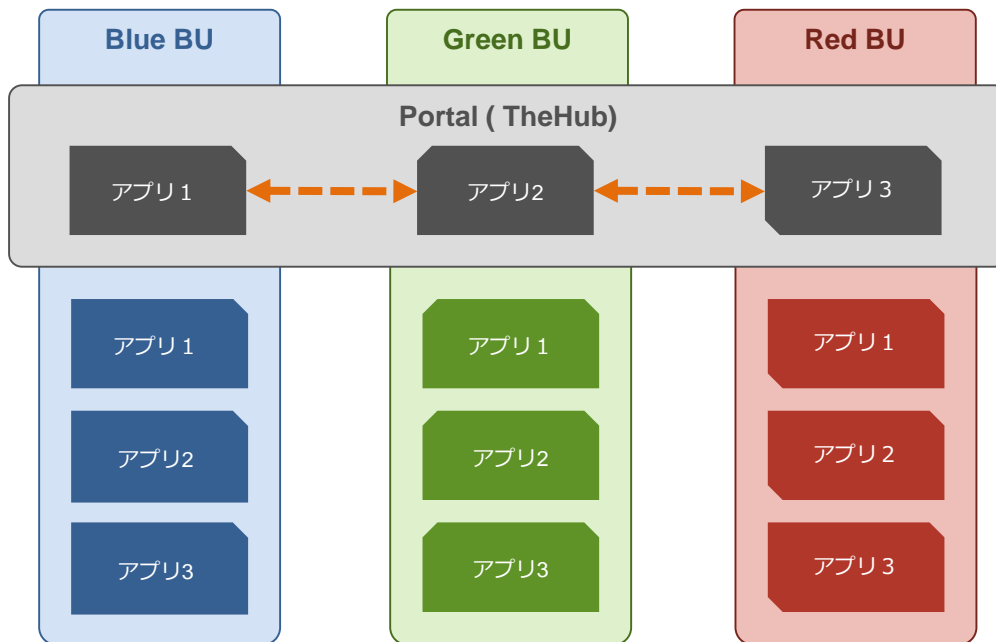 Blue BU
Green BU
Red BU
Portal ( TheHub)
アプリ１
アプリ2
アプリ３
アプリ１
アプリ１
アプリ１
アプリ2
アプリ2
アプリ２
アプリ3
アプリ3
アプリ３